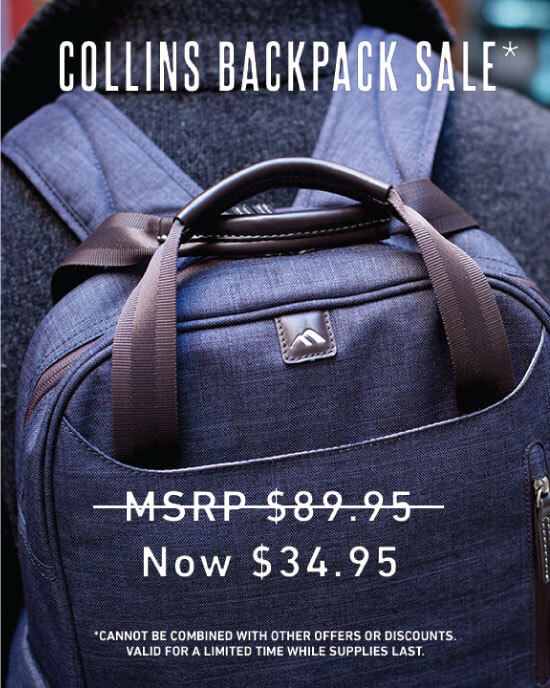 COLLINS BACKPACK SALE*
MSRP $89.95
Now $34.95
*CANNOT BE COMBINED WITH OTHER OFFERS OR DISCOUNTS.
VALID FOR A LIMITED TIME WHILE SUPPLIES LAST.